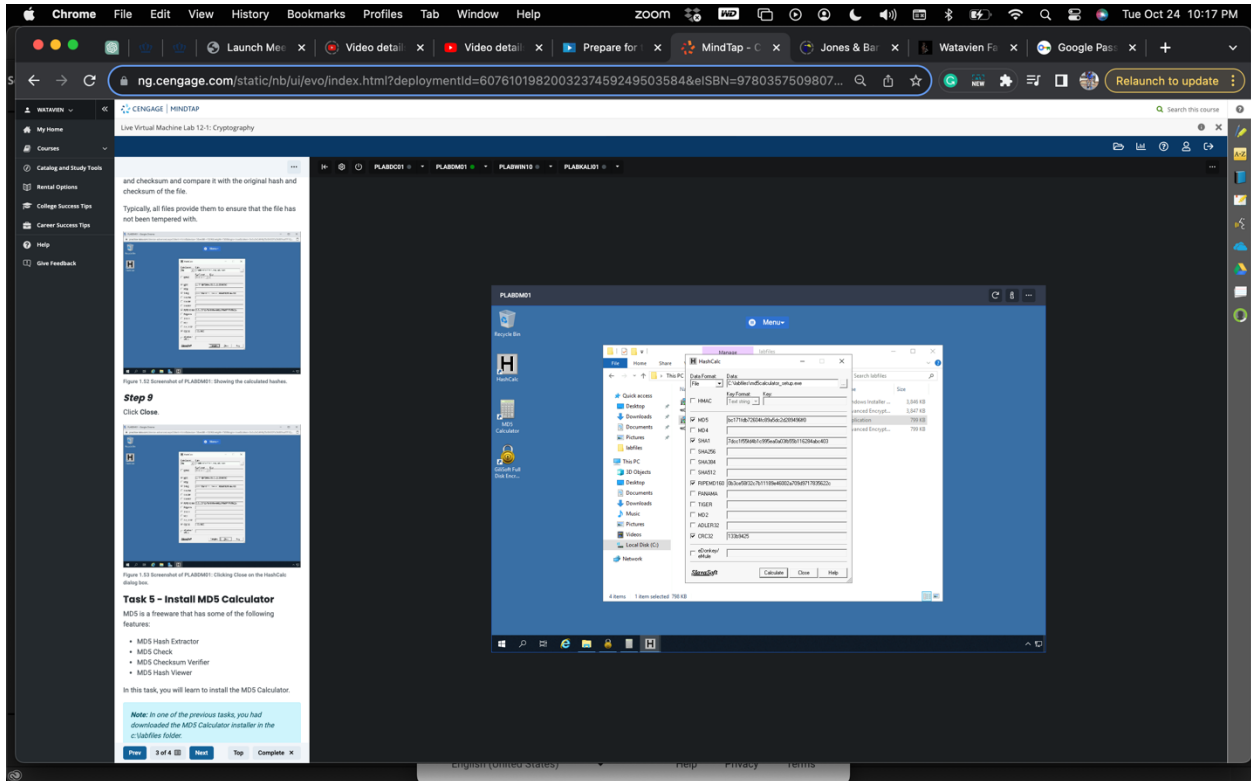 Chrome File Edit View History Bookmarks Profiles Tab Window Help zoom Tue Oct 24 10:17 PM
Launch Mee Video detail Video detail Prepare for MindTap - C Jones & Bar Watavien Fa Google Pass
ng.cengage.com/static/nb/ui/evo/index.html?deploymentId=6076101982003237459249503584&eISBN=9780357509807... Relaunch to update
WATAVIEN
CENGAGE | MINDTAP
Search this course
My Home
Live Virtual Machine Lab 12-1: Cryptography
Courses
Catalog and Study Tools
Rental Options
College Success Tips
Career Success Tips
Help
Give Feedback
PLABDC01 PLABDM01 PLABWIN10 PLABKALI01
and checksum and compare it with the original hash and
checksum of the file.
Typically, all files provide them to ensure that the file has
not been tempered with.
Figure 1.52 Screenshot of PLABDM01: Showing the calculated hashes.
Step 9
Click Close.
Figure 1.53 Screenshot of PLABDM01: Clicking Close on the HashCalc
dialog box.
Task 5 - Install MD5 Calculator
MD5 is a freeware that has some of the following
features:
• MD5 Hash Extractor
• MD5 Check
• MD5 Checksum Verifier
• MD5 Hash Viewer
In this task, you will learn to install the MD5 Calculator.
Note: In one of the previous tasks, you had
downloaded the MD5 Calculator installer in the
c:\labfiles folder.
Prev 3 of 4 Next Top Complete
PLABDM01
Menu
Recycle Bin
HashCalc
MD5
Calculator
GiliSoft Full
Disk Encr...
Manage labfiles
File Home Share
This PC
Search labfiles
Quick access
Desktop
Downloads
Documents
Pictures
labfiles
This PC
3D Objects
Desktop
Documents
Downloads
Music
Pictures
Videos
Local Disk (C:)
Network
Size
3,846 KB
3,847 KB
799 KB
799 KB
4 items 1 item selected 798 KB
HashCalc
Data Format: Data:
File C:\labfiles\md5calculator_setup.exe
Key Format: Key:
HMAC Text string
MD5
MD4
SHA1
SHA256
SHA384
SHA512
RIPEMD160
PANAMA
TIGER
MD2
ADLER32
CRC32 133b9425
eDonkey/
eMule
SlavaSoft Calculate Close Help
English (United States) Help Privacy Terms